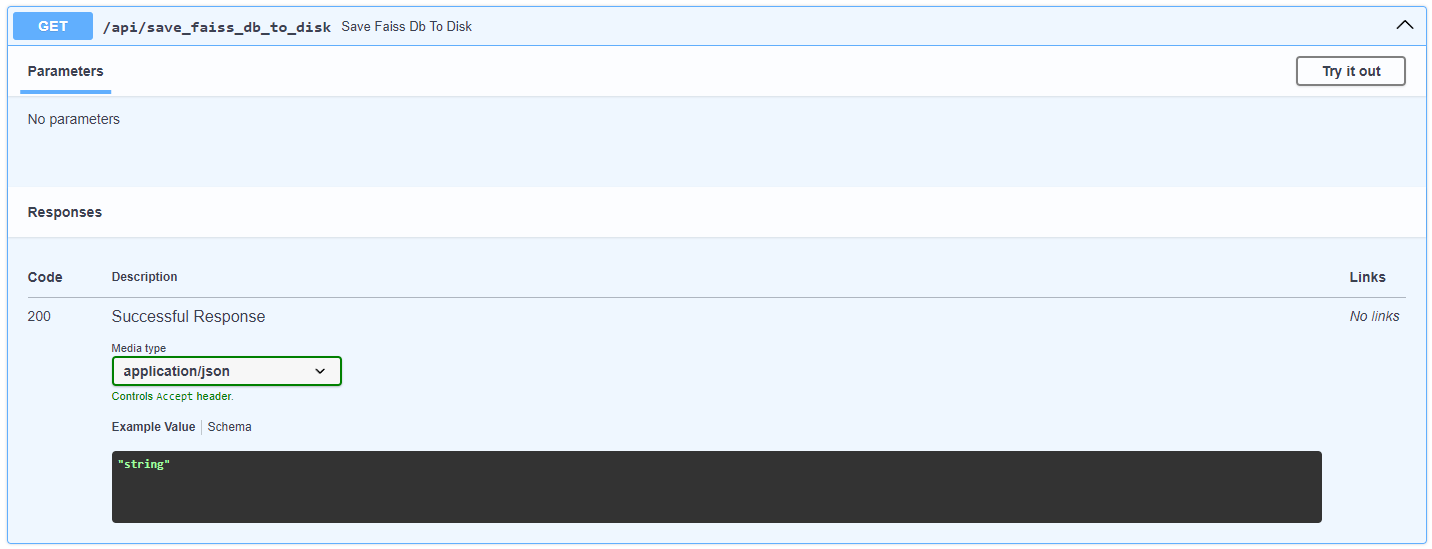 GET /api/save_faiss_db_to_disk Save Faiss Db To Disk
Parameters Try it out
No parameters
Responses
Code Description Links
200 Successful Response No links
Media type
application/json
Controls Accept header.
Example Value Schema
"string"